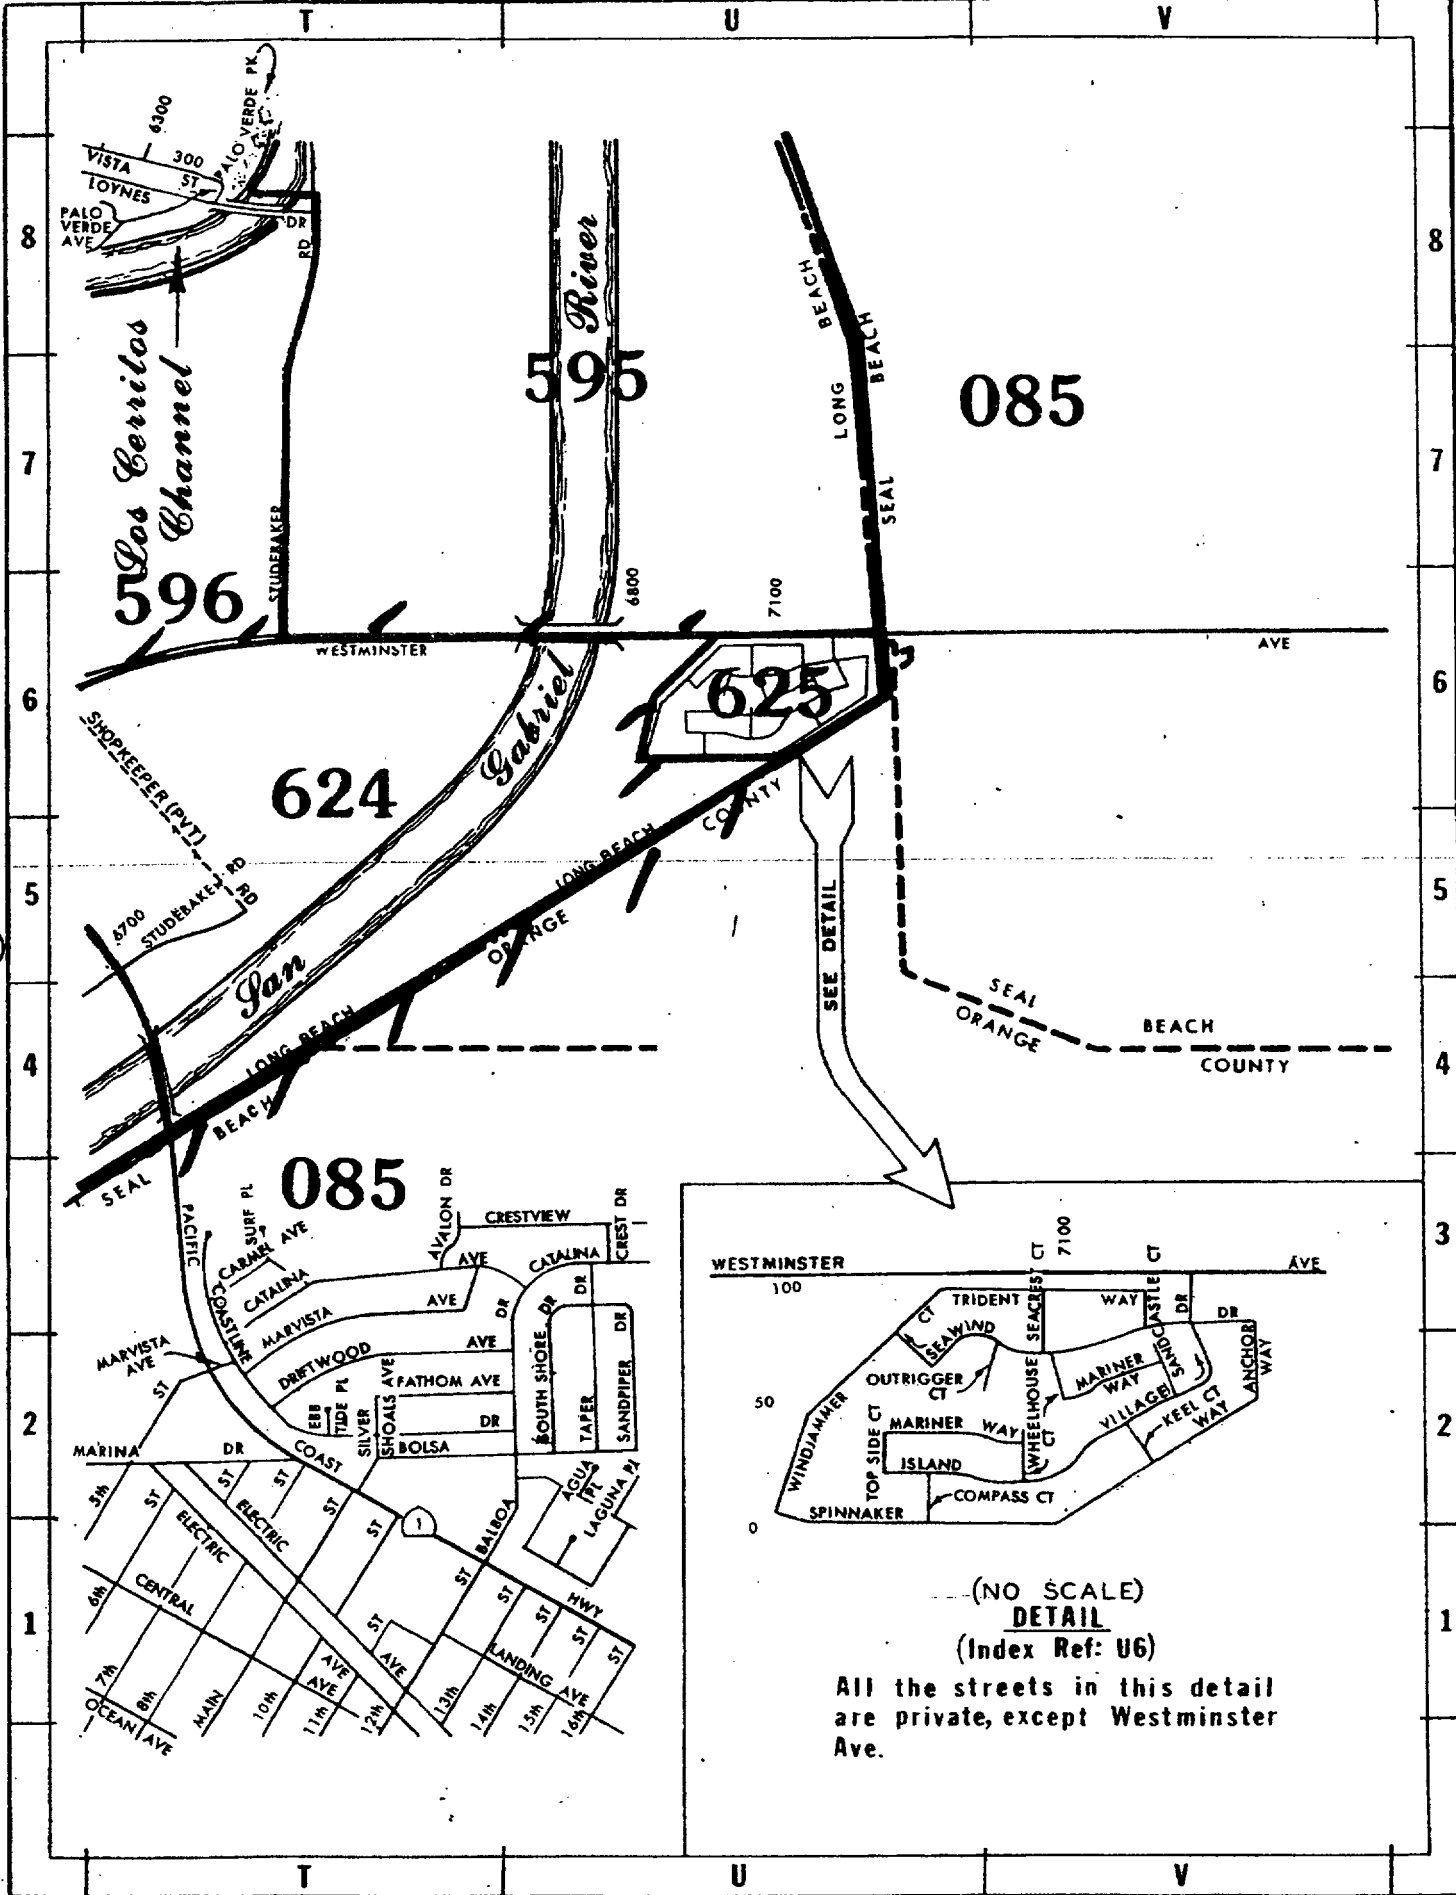 T
U
V
8
7
6
5
4
3
2
1
8
7
6
5
4
3
2
1
T
U
V
6300
PALO VERDE PK
VISTA
300
ST
LOYNES
PALO
VERDE
AVE
DR
RD
Los Cerritos
Channel
STUDEBAKER
596
River
595
BEACH
LONG
BEACH
SEAL
085
6800
7100
WESTMINSTER
AVE
625
SHOPKEEPER (PVT)
RD
624
Gabriel
San
6700
STUDEBAKER RD
LONG BEACH
COUNTY
ORANGE
LONG BEACH
SEAL
BEACH
SEE DETAIL
SEAL
BEACH
ORANGE
COUNTY
085
PACIFIC
SURF PL
CARMEL AVE
COASTLINE
CATALINA
AVALON DR
CRESTVIEW
CREST DR
AVE
CATALINA
DR
MARVISTA
AVE
DR
DR
DR
MARVISTA
AVE
ST
DRIFTWOOD
AVE
EBB
TIDE PL
SILVER
SHOALS AVE
FATHOM AVE
DR
BOLSA
SOUTH SHORE
TAPER
SANDPIPER
MARINA
DR
COAST
5th
ST
ST
ST
ST
ST
ELECTRIC
ELECTRIC
1
BALBOA
AGUA
PL
LAGUNA PL
6th
CENTRAL
ST
ST
ST
ST
ST
ST
HWY
7th
8th
MAIN
10th
AVE
AVE
AVE
11th
12th
13th
14th
15th
16th
LANDING AVE
OCEAN AVE
WESTMINSTER
7100
AVE
100
TRIDENT
WAY
SEACREST CT
SANDCASTLE CT
DR
DR
CT
SEAWIND
OUTRIGGER
CT
MARINER
WAY
ANCHOR
WAY
50
WINDJAMMER
TOP SIDE CT
MARINER WAY
WHEELHOUSE
CT
VILLAGE
KEEL CT
WAY
ISLAND
COMPASS CT
SPINNAKER
0
(NO SCALE)
DETAIL
(Index Ref: U6)
All the streets in this detail
are private, except Westminster
Ave.